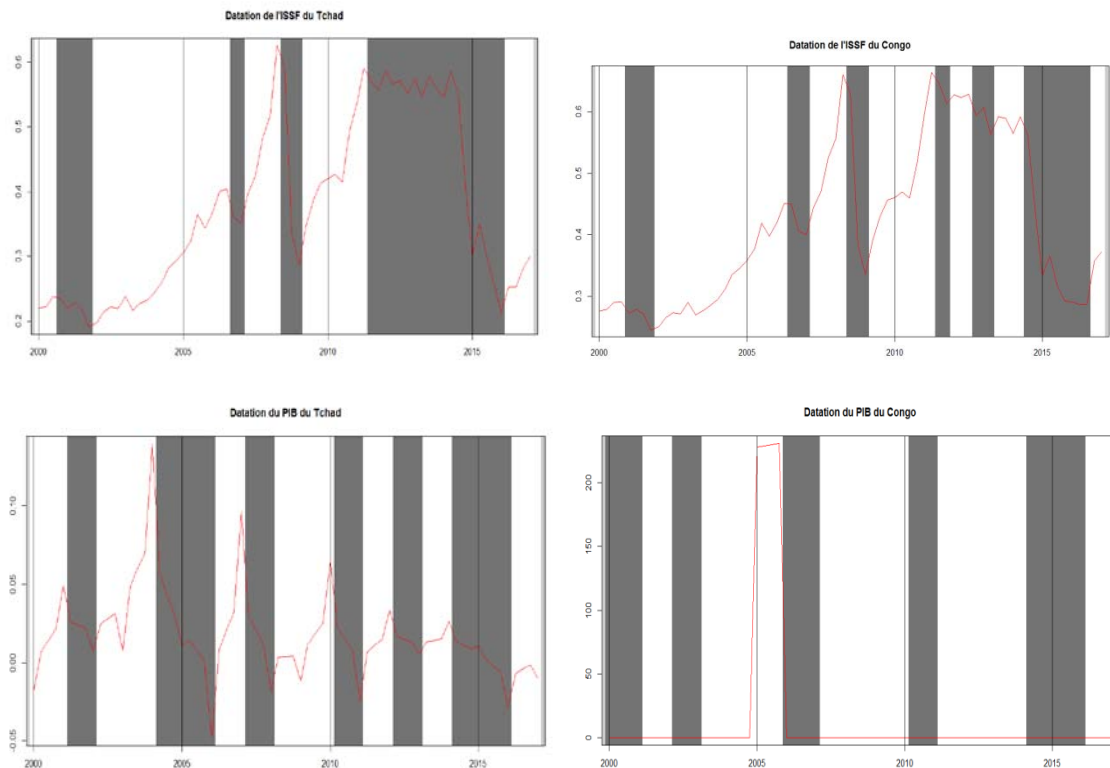 Datation de l'ISSF du Tchad
0.6
0.5
0.4
0.3
0.2
2000 2005 2010 2015
Datation de l'ISSF du Congo
0.6
0.5
0.4
0.3
2000 2005 2010 2015
Datation du PIB du Tchad
0.10
0.05
0.00
-0.05
2000 2005 2010 2015
Datation du PIB du Congo
200
150
100
50
0
2000 2005 2010 2015